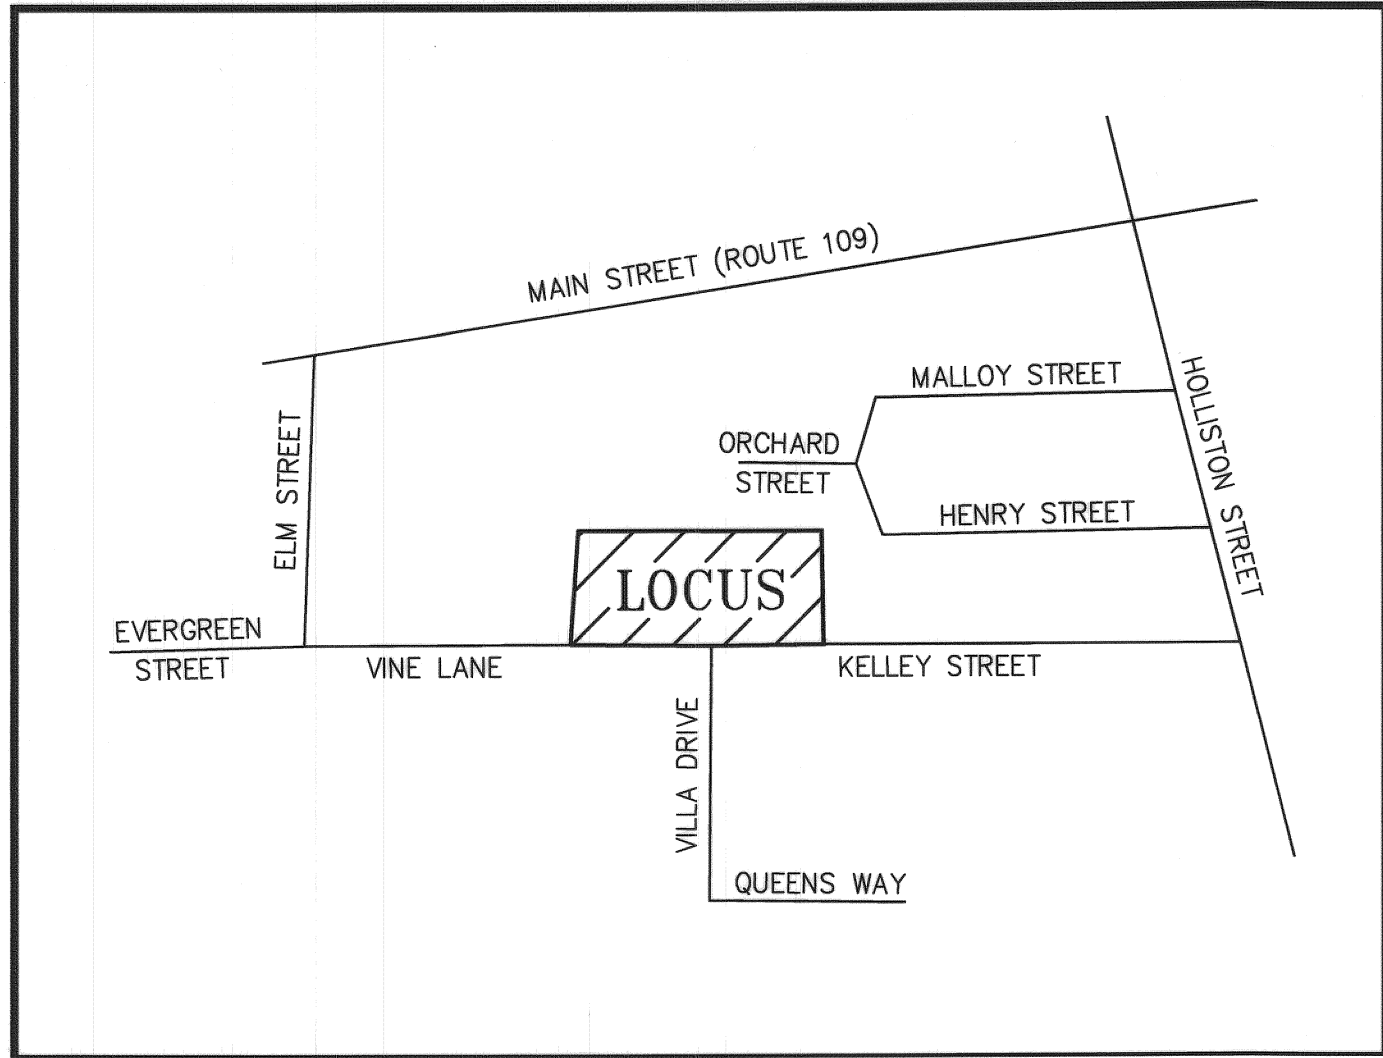 MAIN STREET (ROUTE 109)
MALLOY STREET
HOLLISTON STREET
ORCHARD
STREET
ELM STREET
HENRY STREET
LOCUS
EVERGREEN
STREET
VINE LANE
KELLEY STREET
VILLA DRIVE
QUEENS WAY